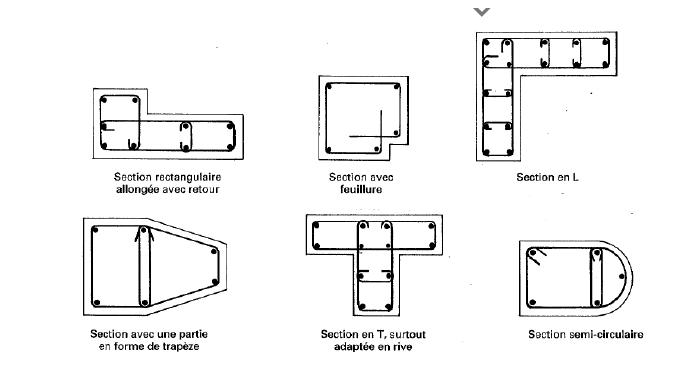 Section rectangulaire
allongée avec retour
Section avec
feuillure
Section en L
Section avec une partie
en forme de trapèze
Section en T, surtout
adaptée en rive
Section semi-circulaire